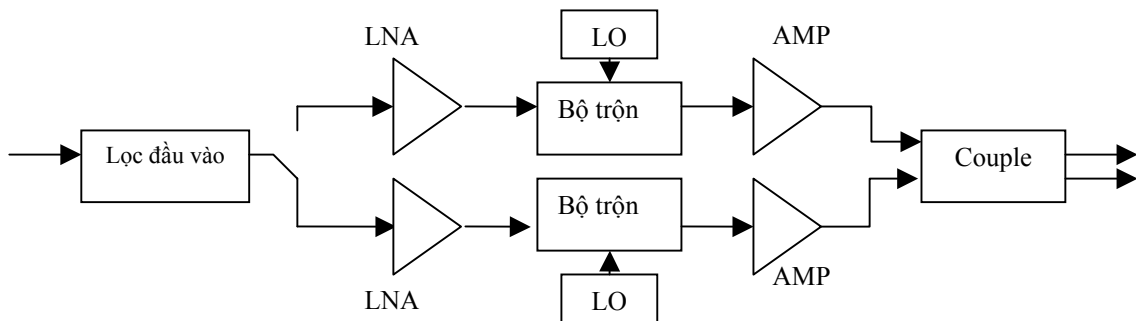 LNA
LO
AMP
Bộ trộn
Lọc đầu vào
Couple
Bộ trộn
LNA
LO
AMP